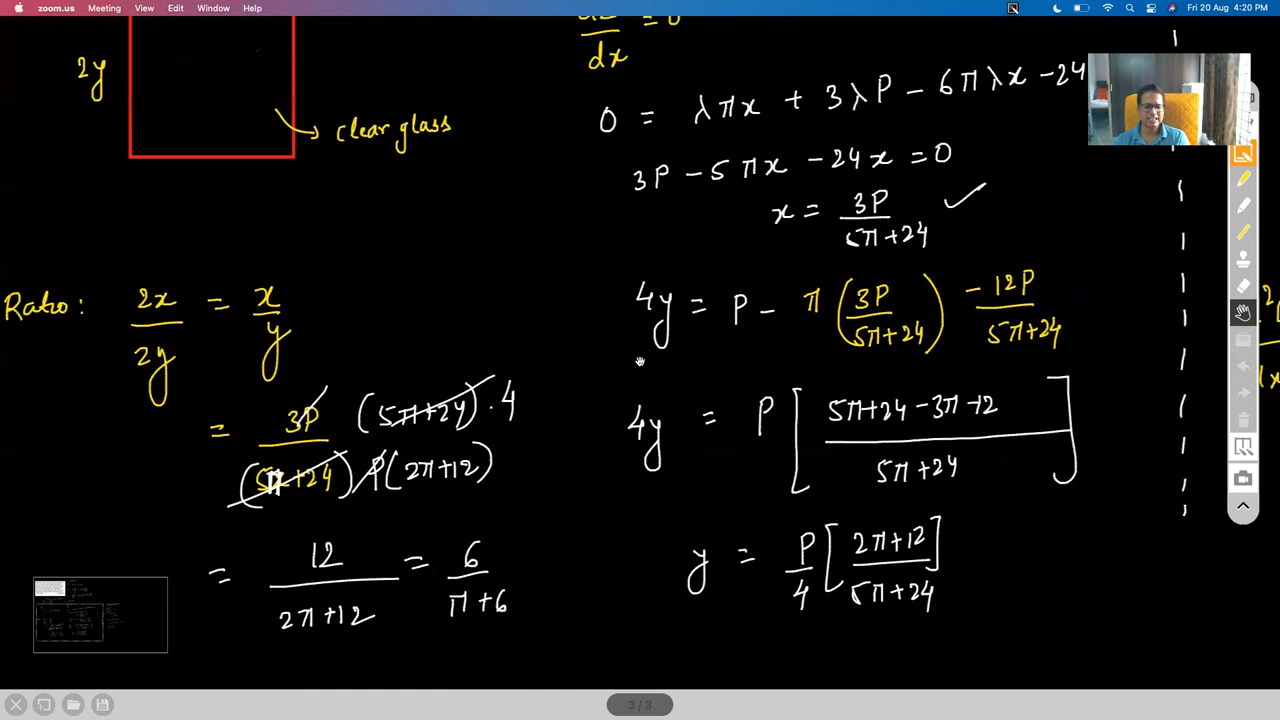 zoom.us Meeting View Edit Window Help Fri 20 Aug 4:20 PM
2y
clear glass
dx
0 = λπx + 3λP − 6πλx − 24
3P − 5πx − 24x = 0
x = 3P / 5π+24 ✓
Ratio: 2x / 2y = x / y
= 3P (5π+24) · 4 / (5π+24) P (2π+12)
= 12 / 2π+12 = 6 / π+6
4y = P − π (3P / 5π+24) − 12P / 5π+24
4y = P [5π+24−3π−12 / 5π+24]
y = P/4 [2π+12 / 5π+24]
3 / 3